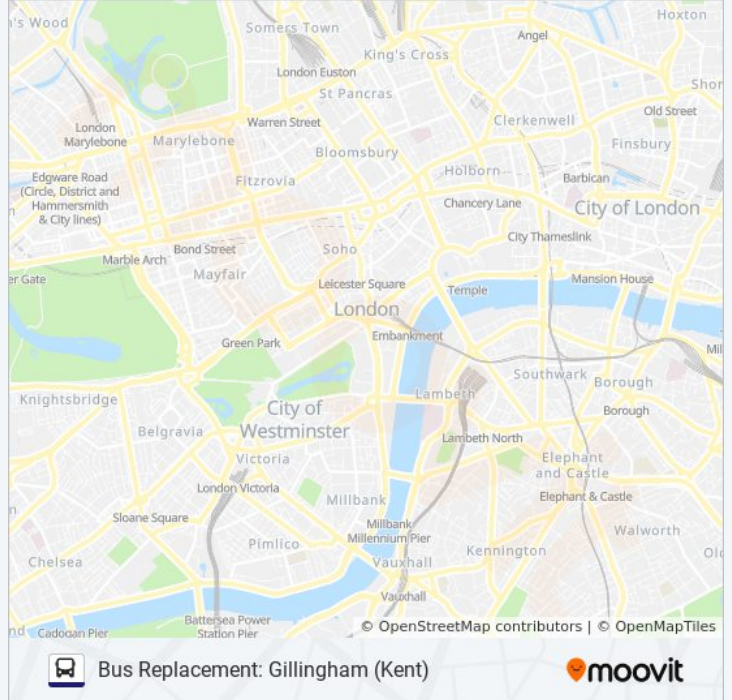 's Wood
Somers Town
Hoxton
King's Cross
Angel
London Euston
St Pancras
Shor
Old Street
Warren Street
Clerkenwell
London
Marylebone
Marylebone
Finsbury
Bloomsbury
Holborn
Edgware Road
(Circle, District and
Hammersmith
& City lines)
Fitzrovia
Barbican
Chancery Lane
City of London
City Thameslink
Soho
Bond Street
Marble Arch
Mayfair
er Gate
Leicester Square
Mansion House
Temple
London
Embankment
Green Park
Mil
Southwark
Borough
Knightsbridge
Lambeth
City of
Westminster
Borough
Belgravia
Lambeth North
Victoria
Elephant
and Castle
London Victoria
Elephant & Castle
Millbank
Sloane Square
Millbank
Millennium Pier
Walworth
Pimlico
Kennington
Chelsea
Vauxhall
Vauxhall
Battersea Power
Station Pier
Cadogan Pier
© OpenStreetMap contributors | © OpenMapTiles
Bus Replacement: Gillingham (Kent)
moovit